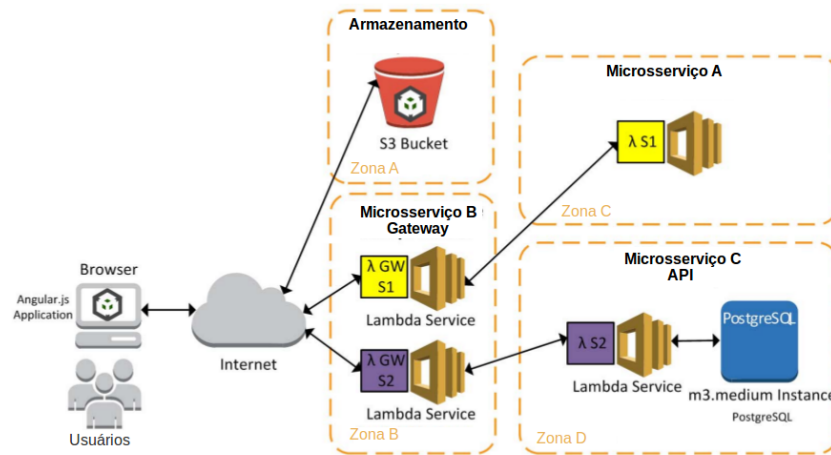 Armazenamento
S3 Bucket
Zona A
Microsserviço A
λ S1
Zona C
Microsserviço B
Gateway
λ GW
S1
Lambda Service
λ GW
S2
Lambda Service
Zona B
Microsserviço C
API
λ S2
Lambda Service
PostgreSQL
m3.medium Instance
PostgreSQL
Zona D
Browser
Angular.js
Application
Internet
Usuários